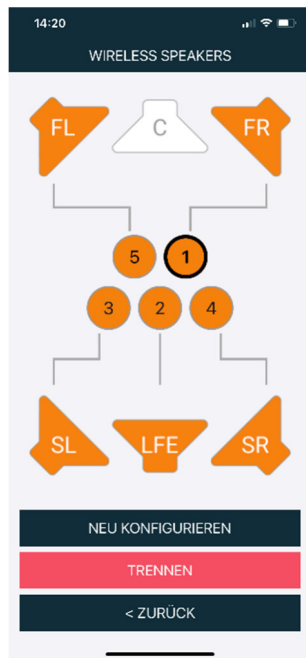 14:20
WIRELESS SPEAKERS
FL C FR
5 1
3 2 4
SL LFE SR
NEU KONFIGURIEREN
TRENNEN
< ZURÜCK